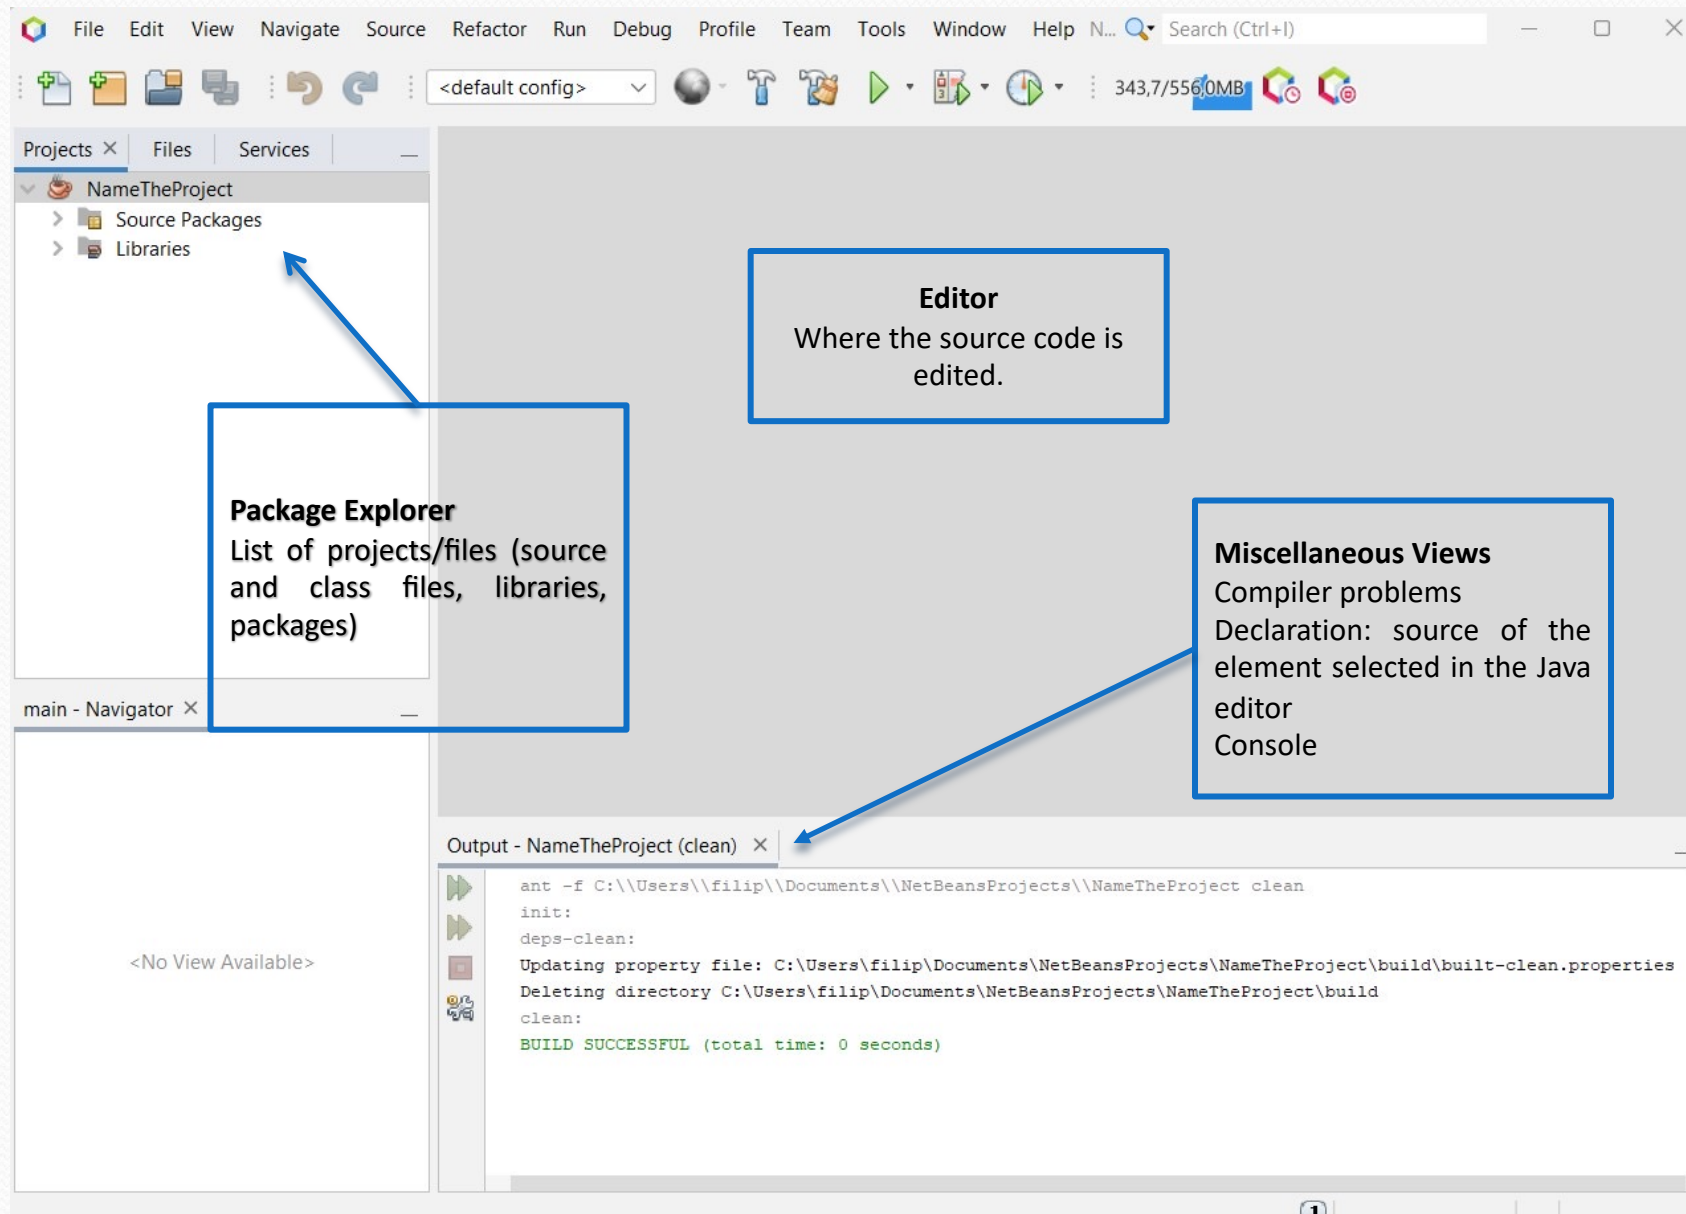 File Edit View Navigate Source Refactor Run Debug Profile Team Tools Window Help N... Search (Ctrl+I)
<default config> 343,7/556,0MB
Projects Files Services
NameTheProject
Source Packages
Libraries
Editor
Where the source code is
edited.
Package Explorer
List of projects/files (source
and class files, libraries,
packages)
Miscellaneous Views
Compiler problems
Declaration: source of the
element selected in the Java
editor
Console
main - Navigator
<No View Available>
Output - NameTheProject (clean)
ant -f C:\\Users\\filip\\Documents\\NetBeansProjects\\NameTheProject clean
init:
deps-clean:
Updating property file: C:\Users\filip\Documents\NetBeansProjects\NameTheProject\build\built-clean.properties
Deleting directory C:\Users\filip\Documents\NetBeansProjects\NameTheProject\build
clean:
BUILD SUCCESSFUL (total time: 0 seconds)
1